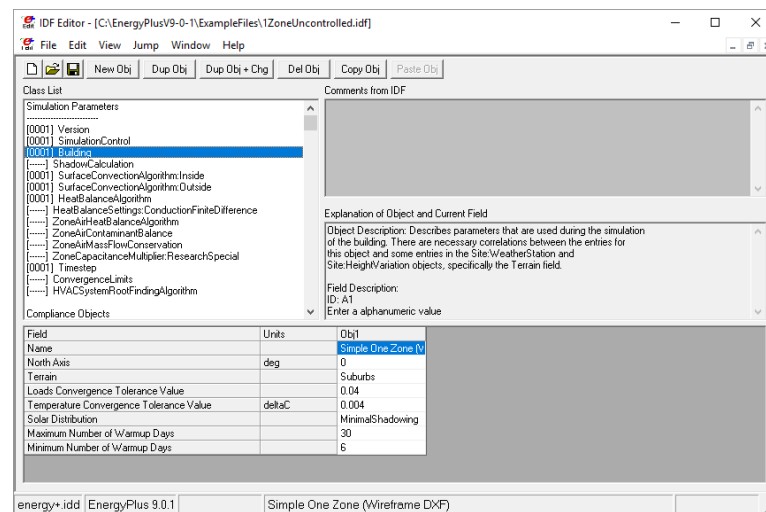 IDF Editor - [C:\EnergyPlusV9-0-1\ExampleFiles\1ZoneUncontrolled.idf]
File Edit View Jump Window Help
New Obj Dup Obj Dup Obj + Chg Del Obj Copy Obj Paste Obj
Class List
Comments from IDF
Simulation Parameters
-------------------------
[0001] Version
[0001] SimulationControl
[0001] Building
[------] ShadowCalculation
[0001] SurfaceConvectionAlgorithm:Inside
[0001] SurfaceConvectionAlgorithm:Outside
[0001] HeatBalanceAlgorithm
[------] HeatBalanceSettings:ConductionFiniteDifference
[------] ZoneAirHeatBalanceAlgorithm
[------] ZoneAirContaminantBalance
[------] ZoneAirMassFlowConservation
[------] ZoneCapacitanceMultiplier:ResearchSpecial
[0001] Timestep
[------] ConvergenceLimits
[------] HVACSystemRootFindingAlgorithm
Compliance Objects
Explanation of Object and Current Field
Object Description: Describes parameters that are used during the simulation
of the building. There are necessary correlations between the entries for
this object and some entries in the Site:WeatherStation and
Site:HeightVariation objects, specifically the Terrain field.
Field Description:
ID: A1
Enter a alphanumeric value
Field Units Obj1
Name Simple One Zone (W
North Axis deg 0
Terrain Suburbs
Loads Convergence Tolerance Value 0.04
Temperature Convergence Tolerance Value deltaC 0.004
Solar Distribution MinimalShadowing
Maximum Number of Warmup Days 30
Minimum Number of Warmup Days 6
energy+.idd EnergyPlus 9.0.1 Simple One Zone (Wireframe DXF)